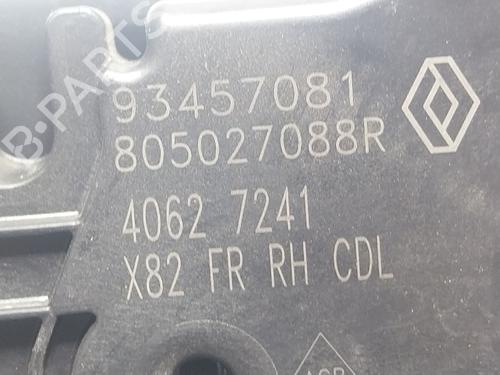 93457081
805027088R
4062 7241
X82 FR RH CDL
B-PARTS